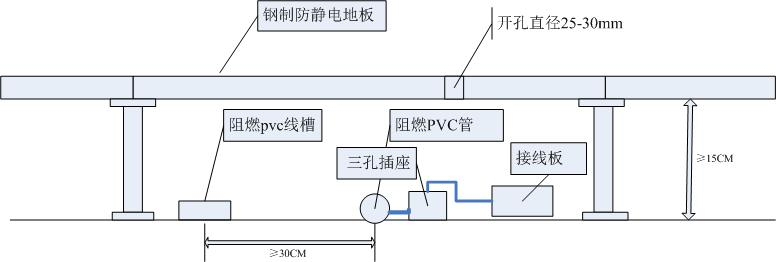 钢制防静电地板
开孔直径25-30mm
阻燃pvc线槽
阻燃PVC管
三孔插座
接线板
≥15CM
≥30CM